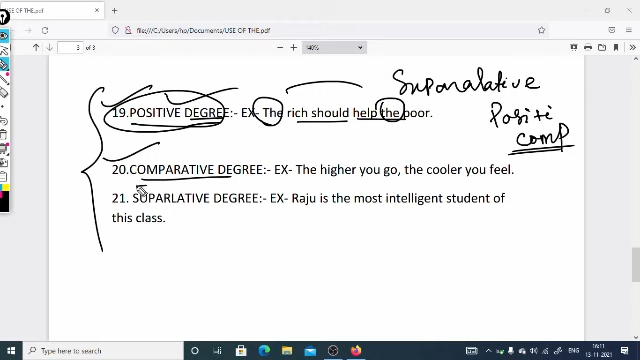 USE OF THE.pdf
file:///C:/Users/hp/Documents/USE OF THE.pdf
3 of 3
140%
Suparalative
Positi
comp
19.POSITIVE DEGREE:- EX- The rich should help the poor.
20.COMPARATIVE DEGREE:- EX- The higher you go, the cooler you feel.
21. SUPARLATIVE DEGREE:- EX- Raju is the most intelligent student of
this class.
Type here to search
ENG
16:11
13-11-2021